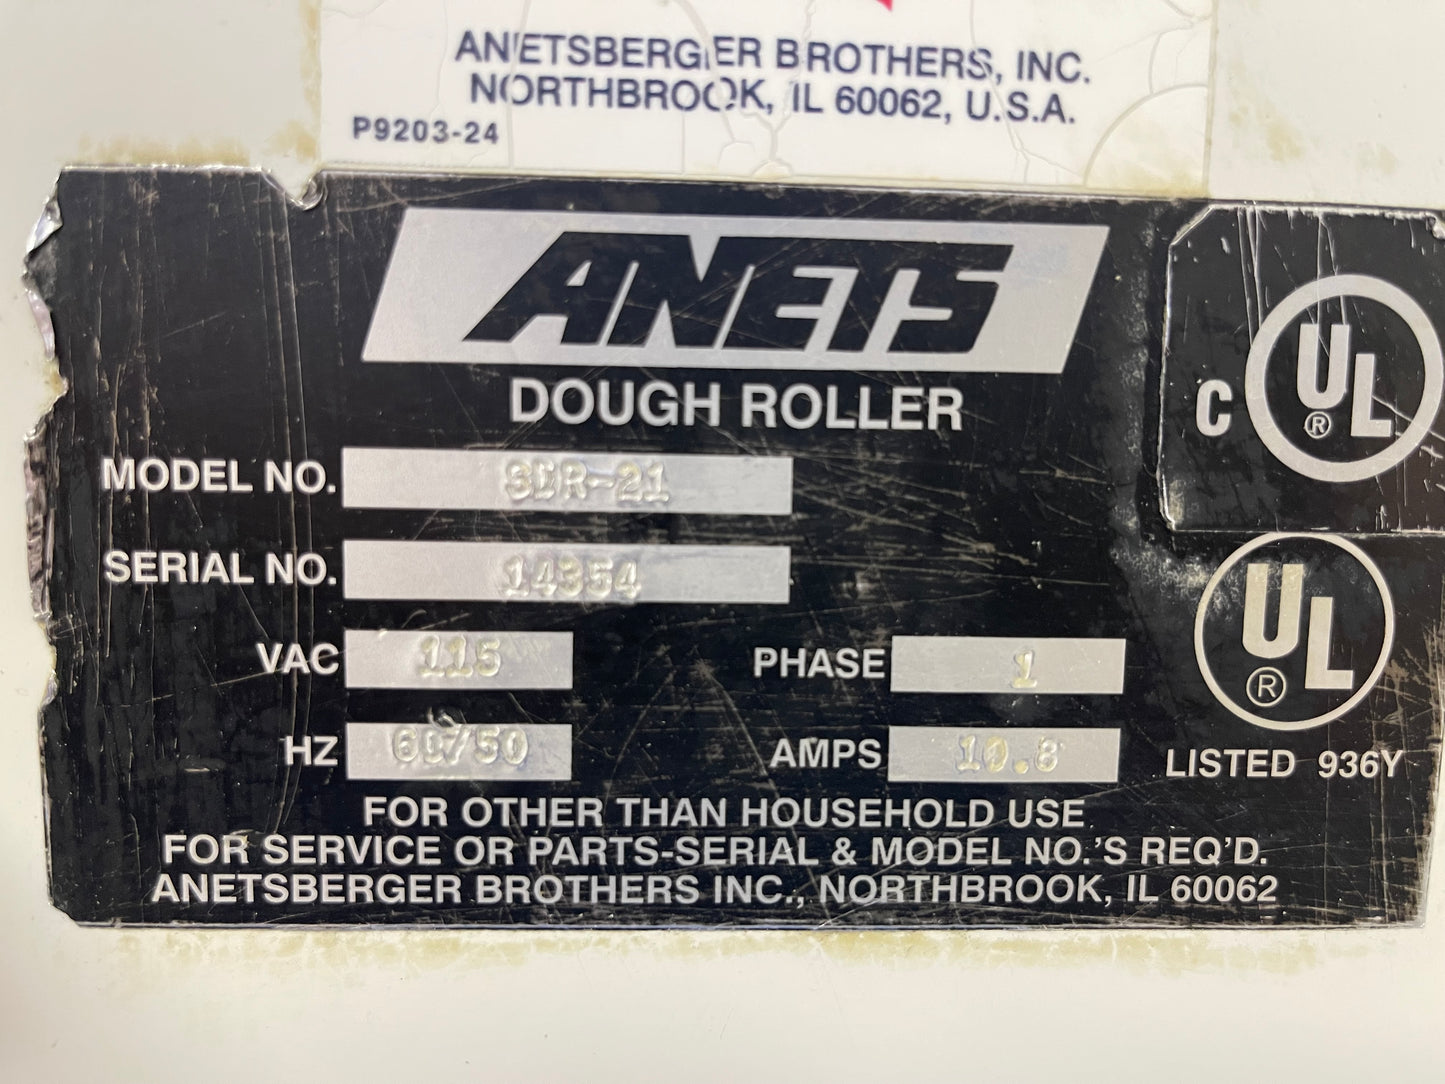 ANETSBERGER BROTHERS, INC.
NORTHBROOK, IL 60062, U.S.A.
P9203-24
ANETS
DOUGH ROLLER
C UL ®
MODEL NO. SDR-21
SERIAL NO. 14354
VAC 115 PHASE 1
UL ®
HZ 60/50 AMPS 10.8
LISTED 936Y
FOR OTHER THAN HOUSEHOLD USE
FOR SERVICE OR PARTS-SERIAL & MODEL NO.'S REQ'D.
ANETSBERGER BROTHERS INC., NORTHBROOK, IL 60062